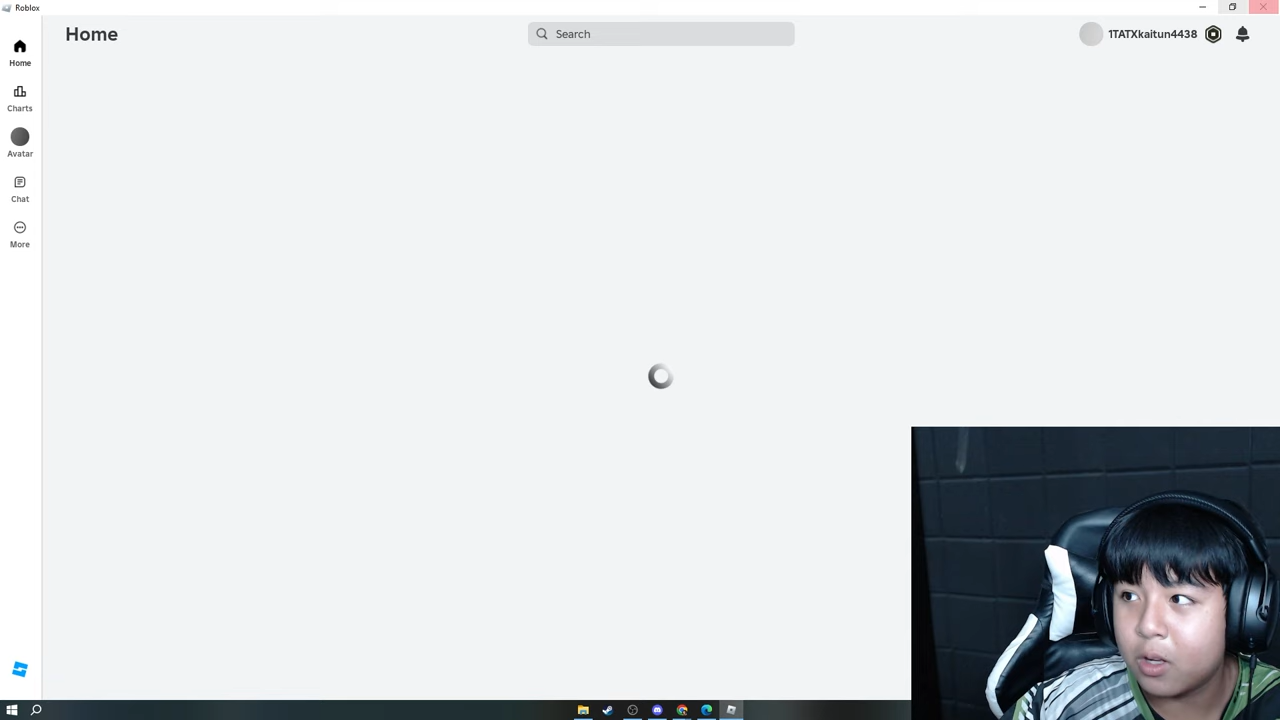 Roblox
Home
Search
1TATXkaitun4438
Home
Charts
Avatar
Chat
More